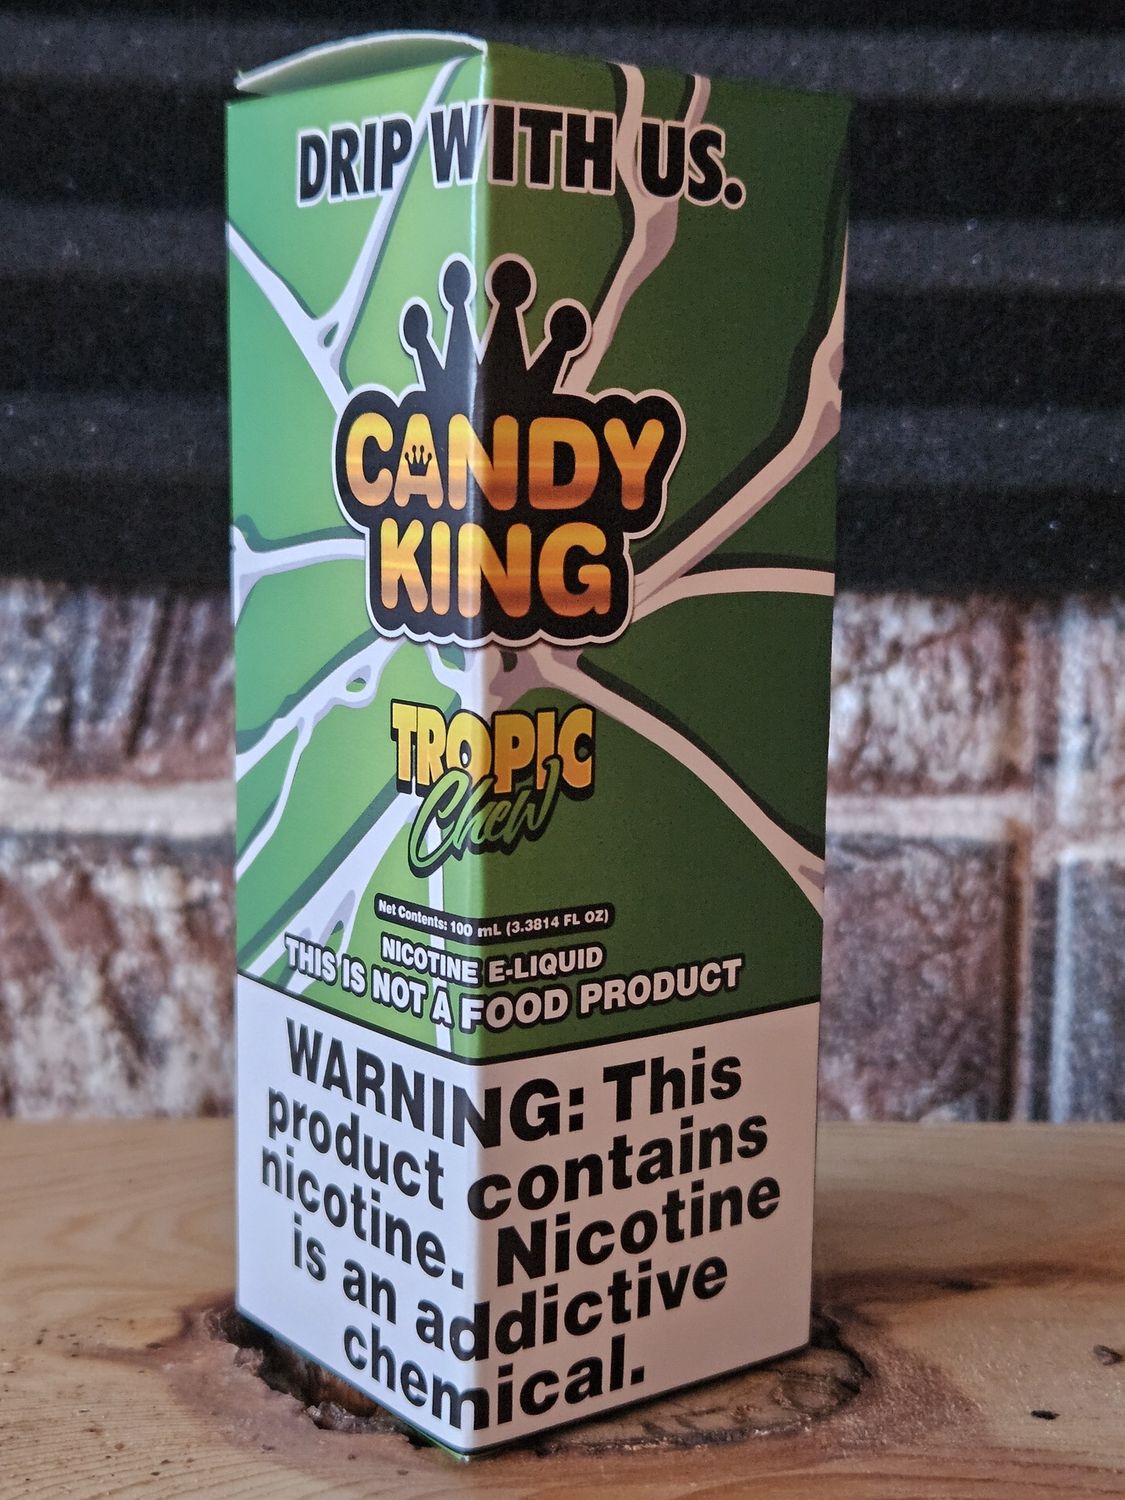 DRIP WITH US.
CANDY
KING
TROPIC
Chew
Net Contents: 100 mL (3.3814 FL OZ)
NICOTINE E-LIQUID
THIS IS NOT A FOOD PRODUCT
WARNING: This
product contains
nicotine. Nicotine
is an addictive
chemical.